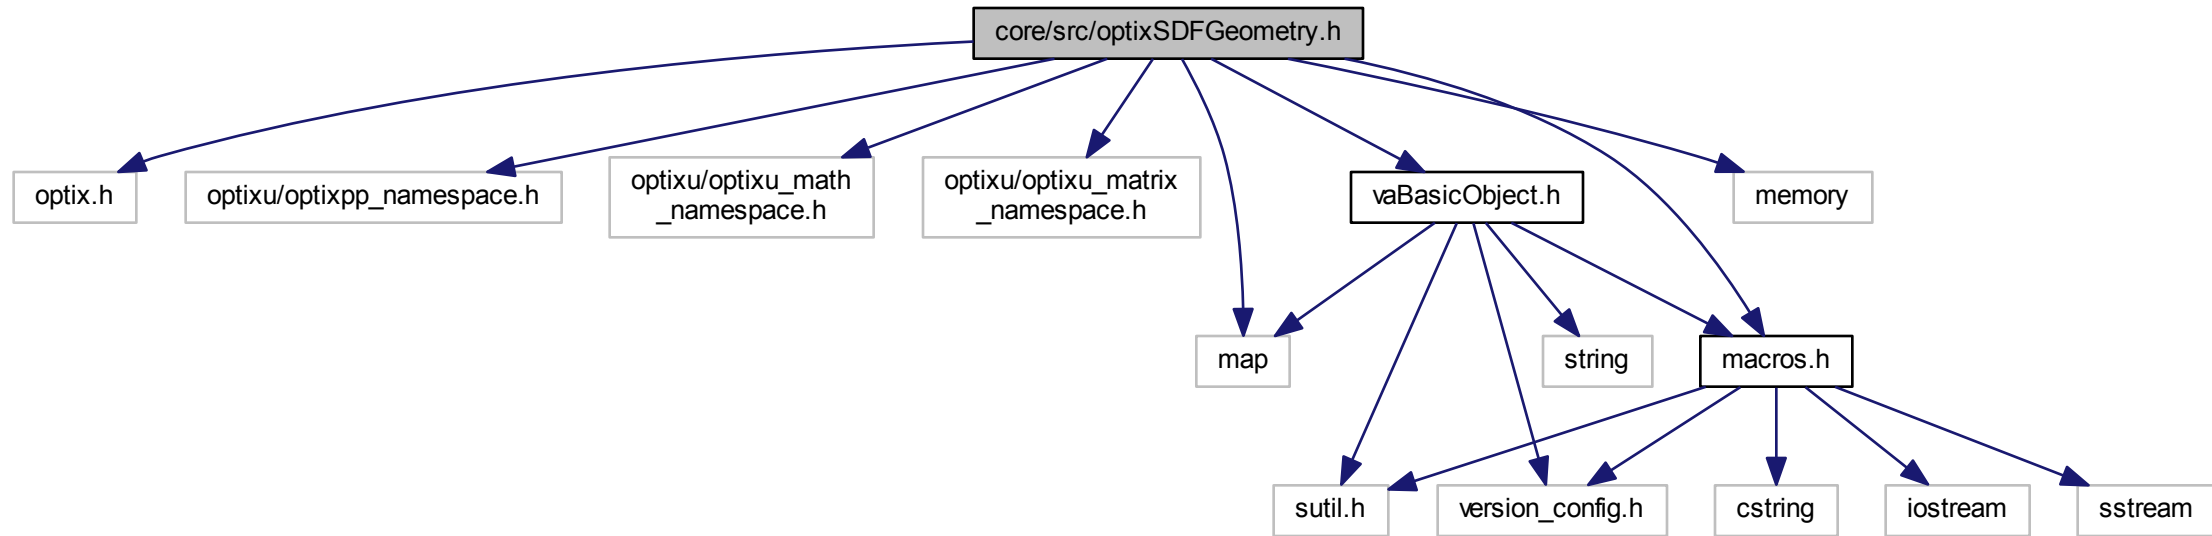 core/src/optixSDFGeometry.h
optix.h
optixu/optixpp_namespace.h
optixu/optixu_math
_namespace.h
optixu/optixu_matrix
_namespace.h
vaBasicObject.h
memory
map
string
macros.h
sutil.h
version_config.h
cstring
iostream
sstream